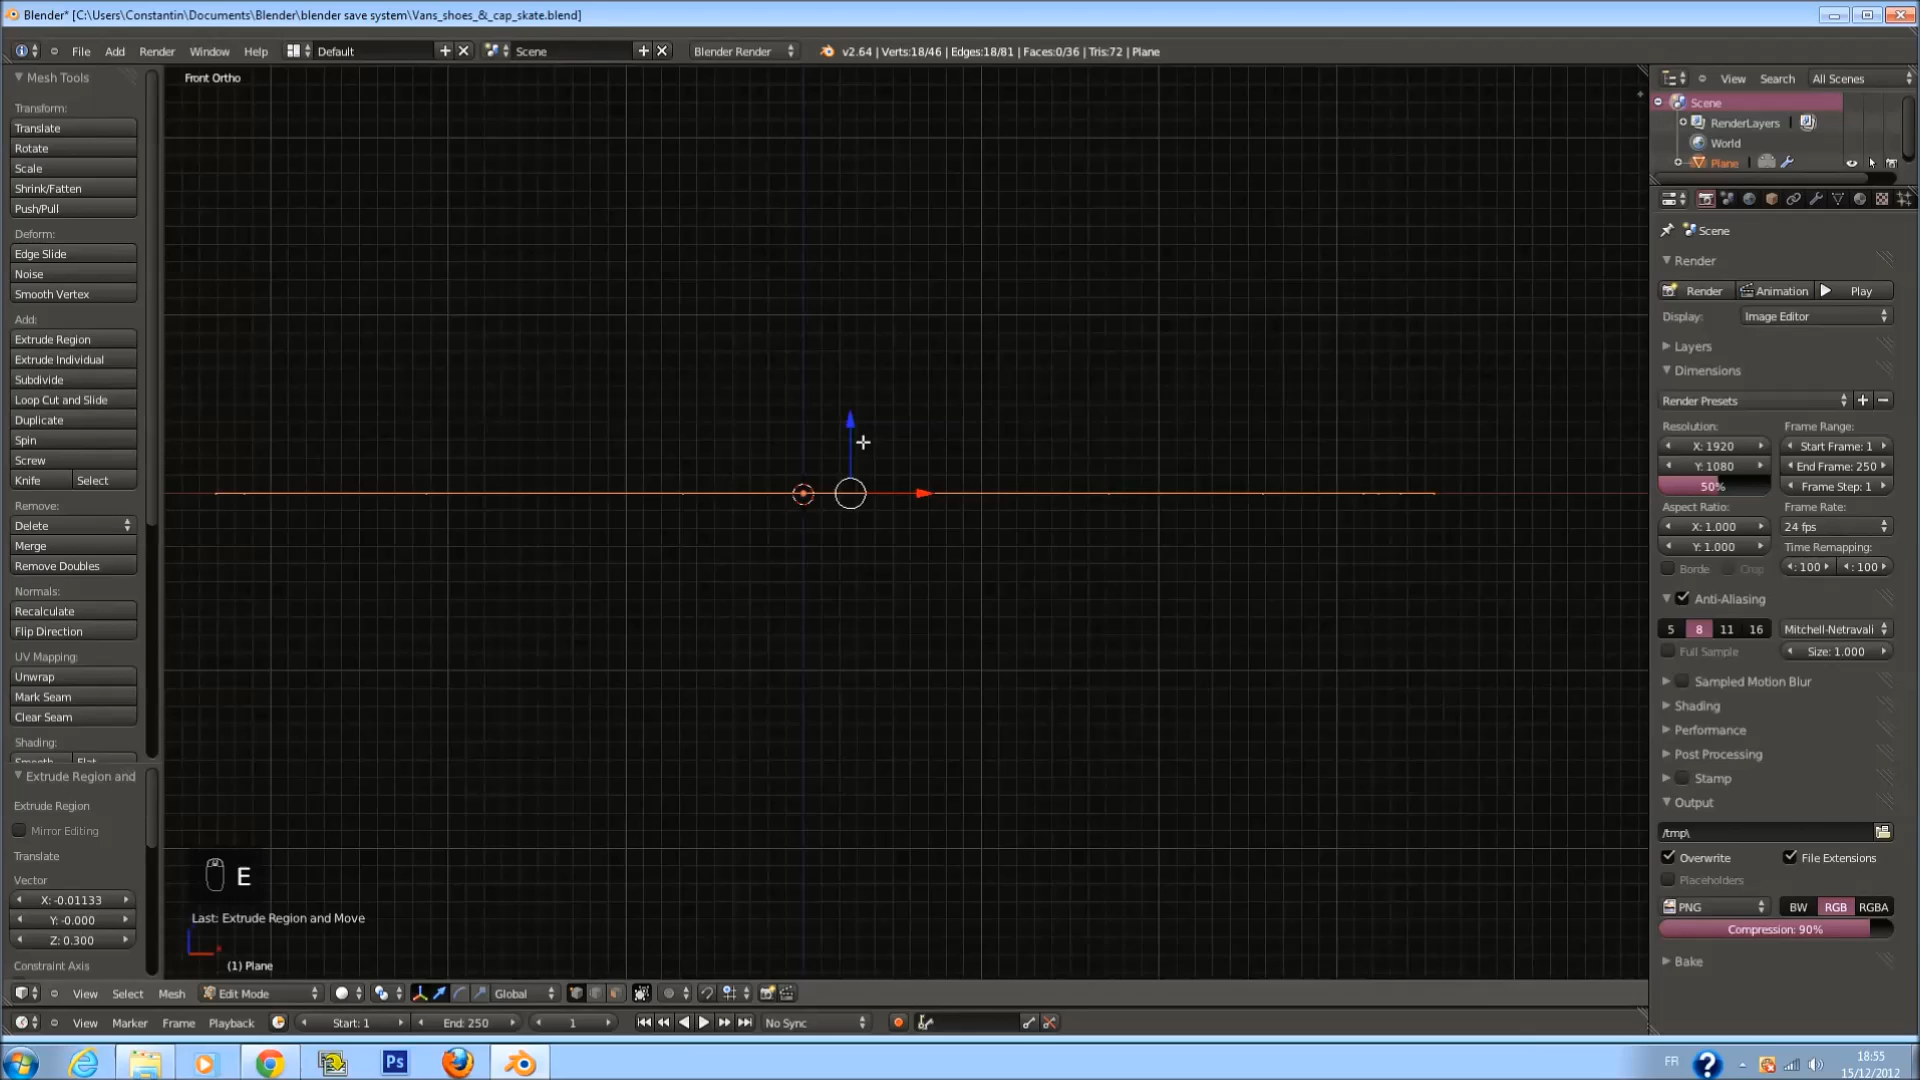 Blender* [C:\Users\Constantin\Documents\Blender\blender save system\Vans_shoes_&_cap_skate.blend]
File Add Render Window Help Default Scene Blender Render v2.64 | Verts:18/46 | Edges:18/81 | Faces:0/36 | Tris:72 | Plane
Mesh Tools
Transform:
Translate
Rotate
Scale
Shrink/Fatten
Push/Pull
Deform:
Edge Slide
Noise
Smooth Vertex
Add:
Extrude Region
Extrude Individual
Subdivide
Loop Cut and Slide
Duplicate
Spin
Screw
Knife Select
Remove:
Delete
Merge
Remove Doubles
Normals:
Recalculate
Flip Direction
UV Mapping:
Unwrap
Mark Seam
Clear Seam
Shading:
Smooth Flat
Extrude Region and
Extrude Region
Mirror Editing
Translate
Vector
X: -0.01133
Y: -0.000
Z: 0.300
Constraint Axis
Front Ortho
E
Last: Extrude Region and Move
(1) Plane
View Search All Scenes
Scene
RenderLayers |
World
Plane |
Scene
Render
Render Animation Play
Display: Image Editor
Layers
Dimensions
Render Presets
Resolution: Frame Range:
X: 1920 Start Frame: 1
Y: 1080 End Frame: 250
50% Frame Step: 1
Aspect Ratio: Frame Rate:
X: 1.000 24 fps
Y: 1.000 Time Remapping:
Borde Crop : 100 : 100
Anti-Aliasing
5 8 11 16 Mitchell-Netravali
Full Sample Size: 1.000
Sampled Motion Blur
Shading
Performance
Post Processing
Stamp
Output
/tmp\
Overwrite File Extensions
Placeholders
PNG BW RGB RGBA
Compression: 90%
Bake
View Select Mesh Edit Mode Global
View Marker Frame Playback Start: 1 End: 250 1 No Sync
Ps FR ? 18:55
15/12/2012